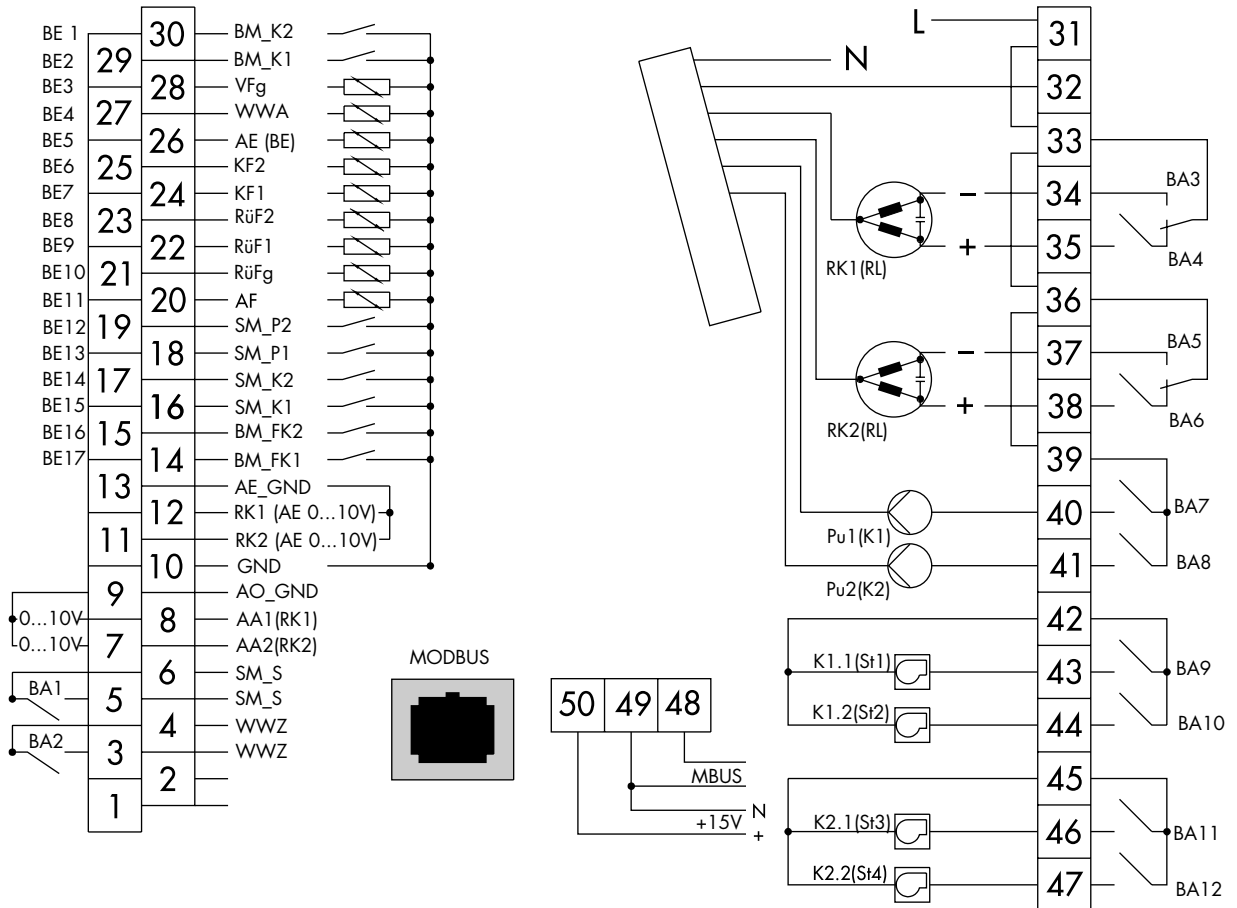 BE 1 30 BM_K2
BE2 29 BM_K1
BE3 28 VFg
BE4 27 WWA
BE5 26 AE (BE)
BE6 25 KF2
BE7 24 KF1
BE8 23 RüF2
BE9 22 RüF1
BE10 21 RüFg
BE11 20 AF
BE12 19 SM_P2
BE13 18 SM_P1
BE14 17 SM_K2
BE15 16 SM_K1
BE16 15 BM_FK2
BE17 14 BM_FK1
13 AE_GND
12 RK1 (AE 0...10V)
11 RK2 (AE 0...10V)
10 GND
9 AO_GND
0...10V 8 AA1(RK1)
0...10V 7 AA2(RK2)
6 SM_S
BA1 5 SM_S
4 WWZ
BA2 3 WWZ
2
1
MODBUS
50 49 48
MBUS
N
+15V +
L 31
N
32
33
− 34 BA3
+ 35 BA4
RK1(RL)
36
− 37 BA5
+ 38 BA6
RK2(RL)
39
Pu1(K1) 40 BA7
Pu2(K2) 41 BA8
42
K1.1(St1) 43 BA9
K1.2(St2) 44 BA10
45
K2.1(St3) 46 BA11
K2.2(St4) 47 BA12